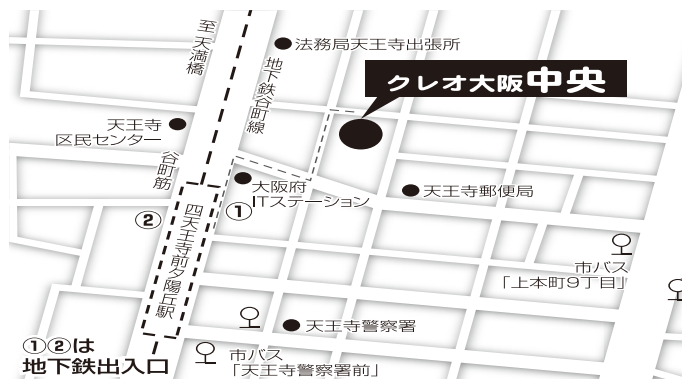 至天満橋
法務局天王寺出張所
地下鉄谷町線
クレオ大阪中央
天王寺
区民センター
谷町筋
大阪府
ITステーション
天王寺郵便局
①
②
四天王寺前夕陽丘駅
市バス
「上本町9丁目」
天王寺警察署
①②は
地下鉄出入口
市バス
「天王寺警察署前」